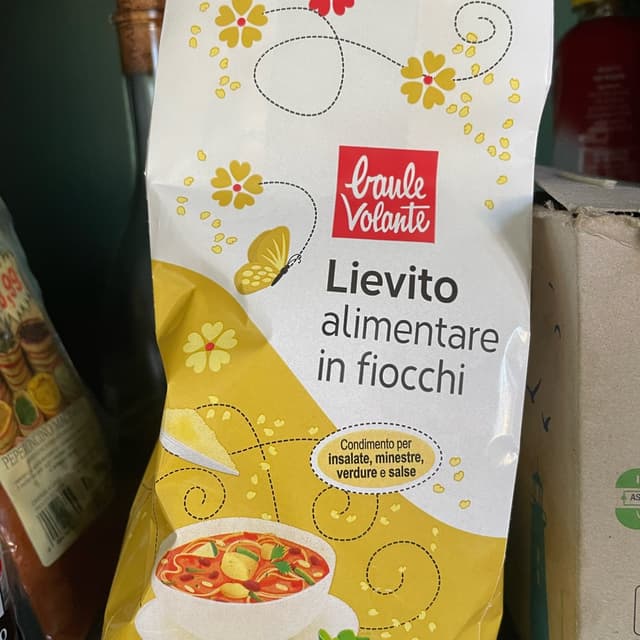 baule
Volante
Lievito
alimentare
in fiocchi
Condimento per
insalate, minestre,
verdure e salse